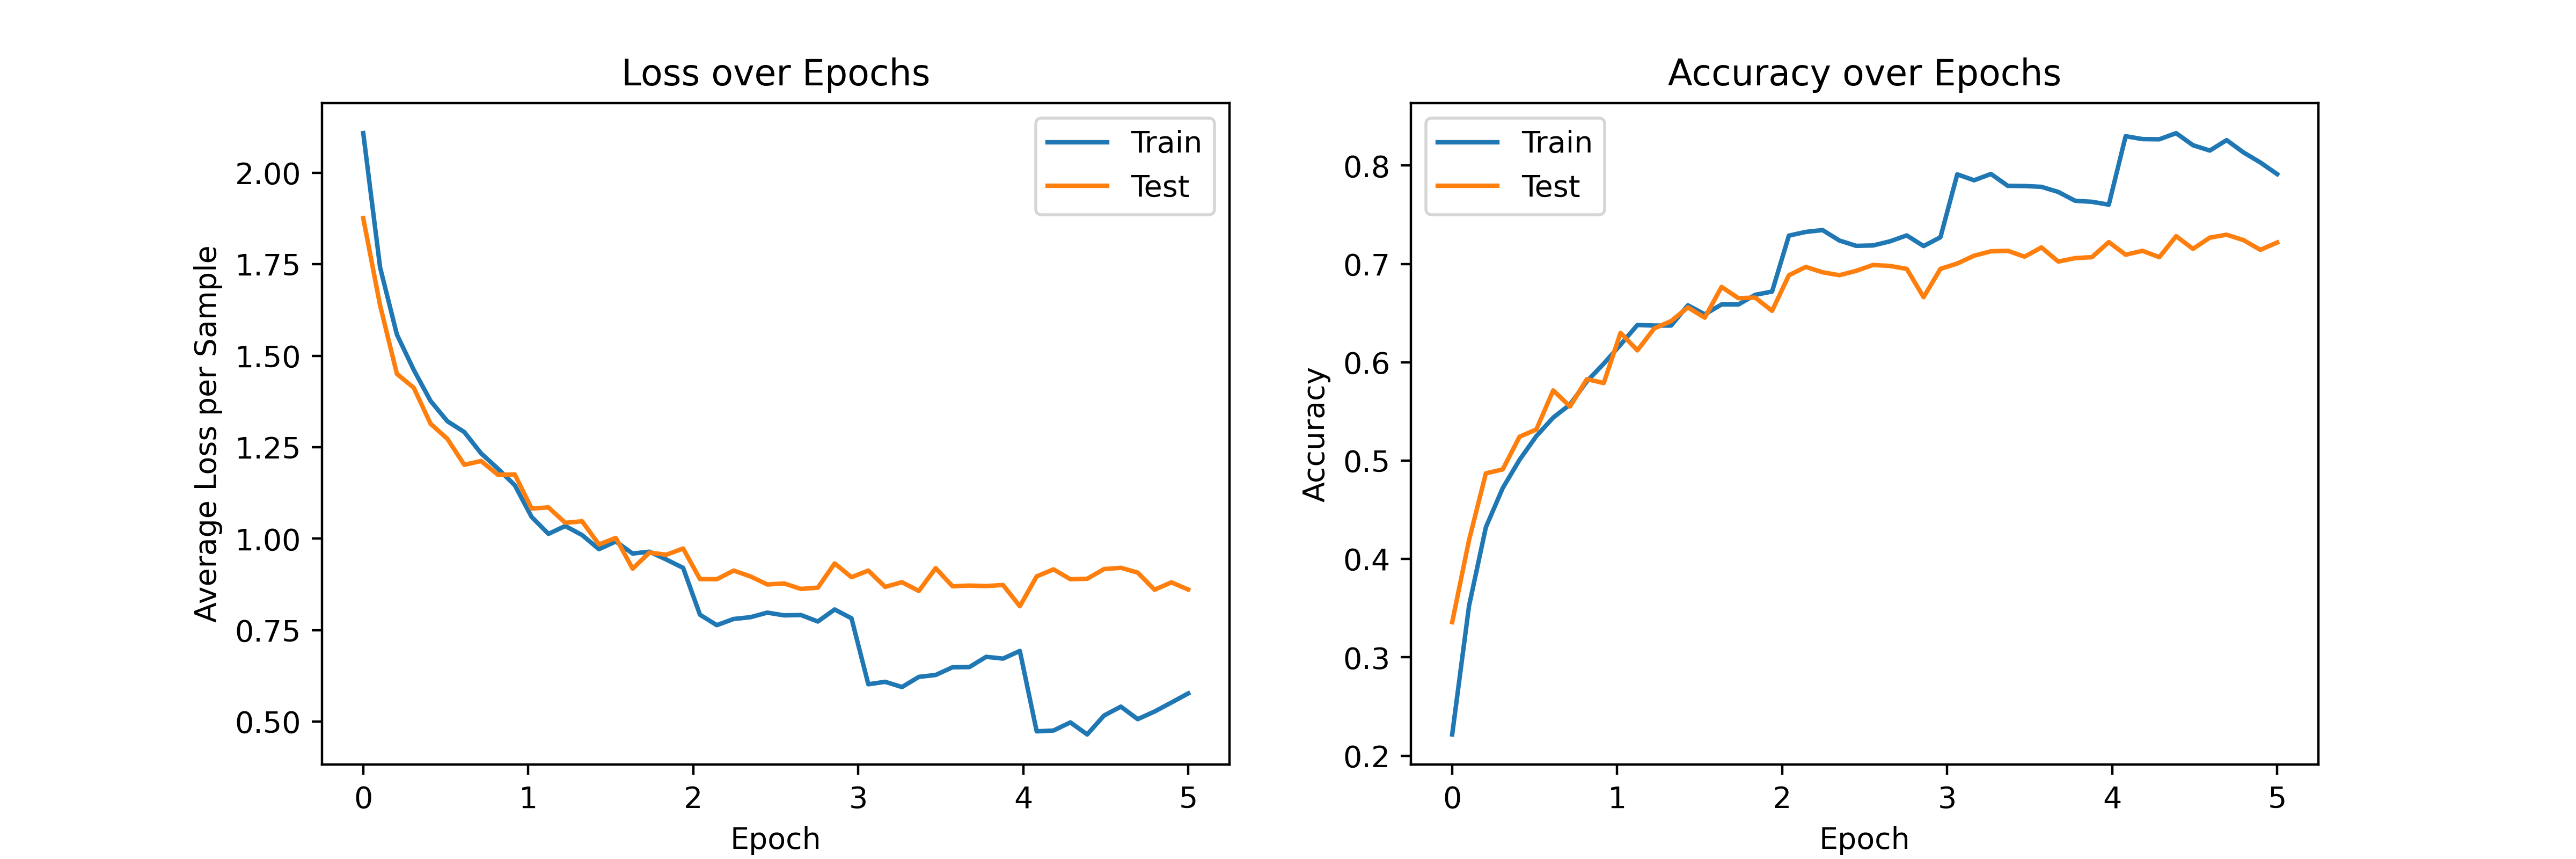 Loss over Epochs
Average Loss per Sample
2.00
1.75
1.50
1.25
1.00
0.75
0.50
0 1 2 3 4 5
Epoch
Train
Test
Accuracy over Epochs
Accuracy
0.8
0.7
0.6
0.5
0.4
0.3
0.2
0 1 2 3 4 5
Epoch
Train
Test